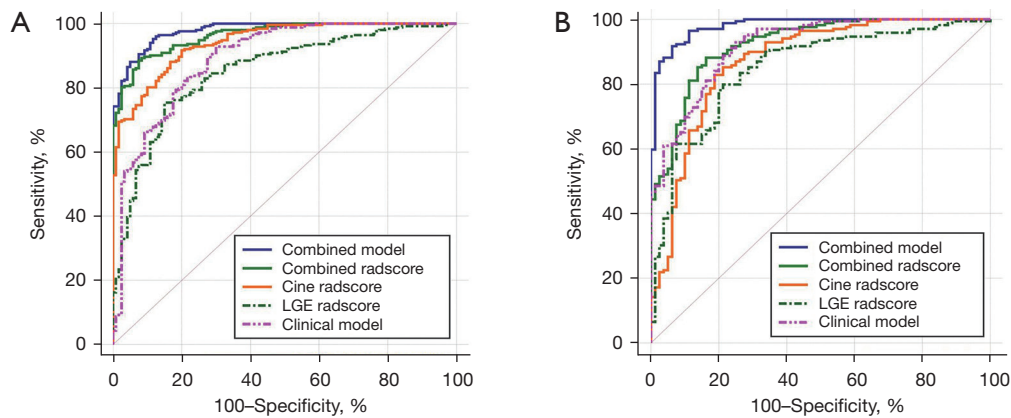 A
Sensitivity, %
100
80
60
40
20
0
Combined model
Combined radscore
Cine radscore
LGE radscore
Clinical model
0 20 40 60 80 100
100–Specificity, %
B
Sensitivity, %
100
80
60
40
20
0
Combined model
Combined radscore
Cine radscore
LGE radscore
Clinical model
0 20 40 60 80 100
100–Specificity, %